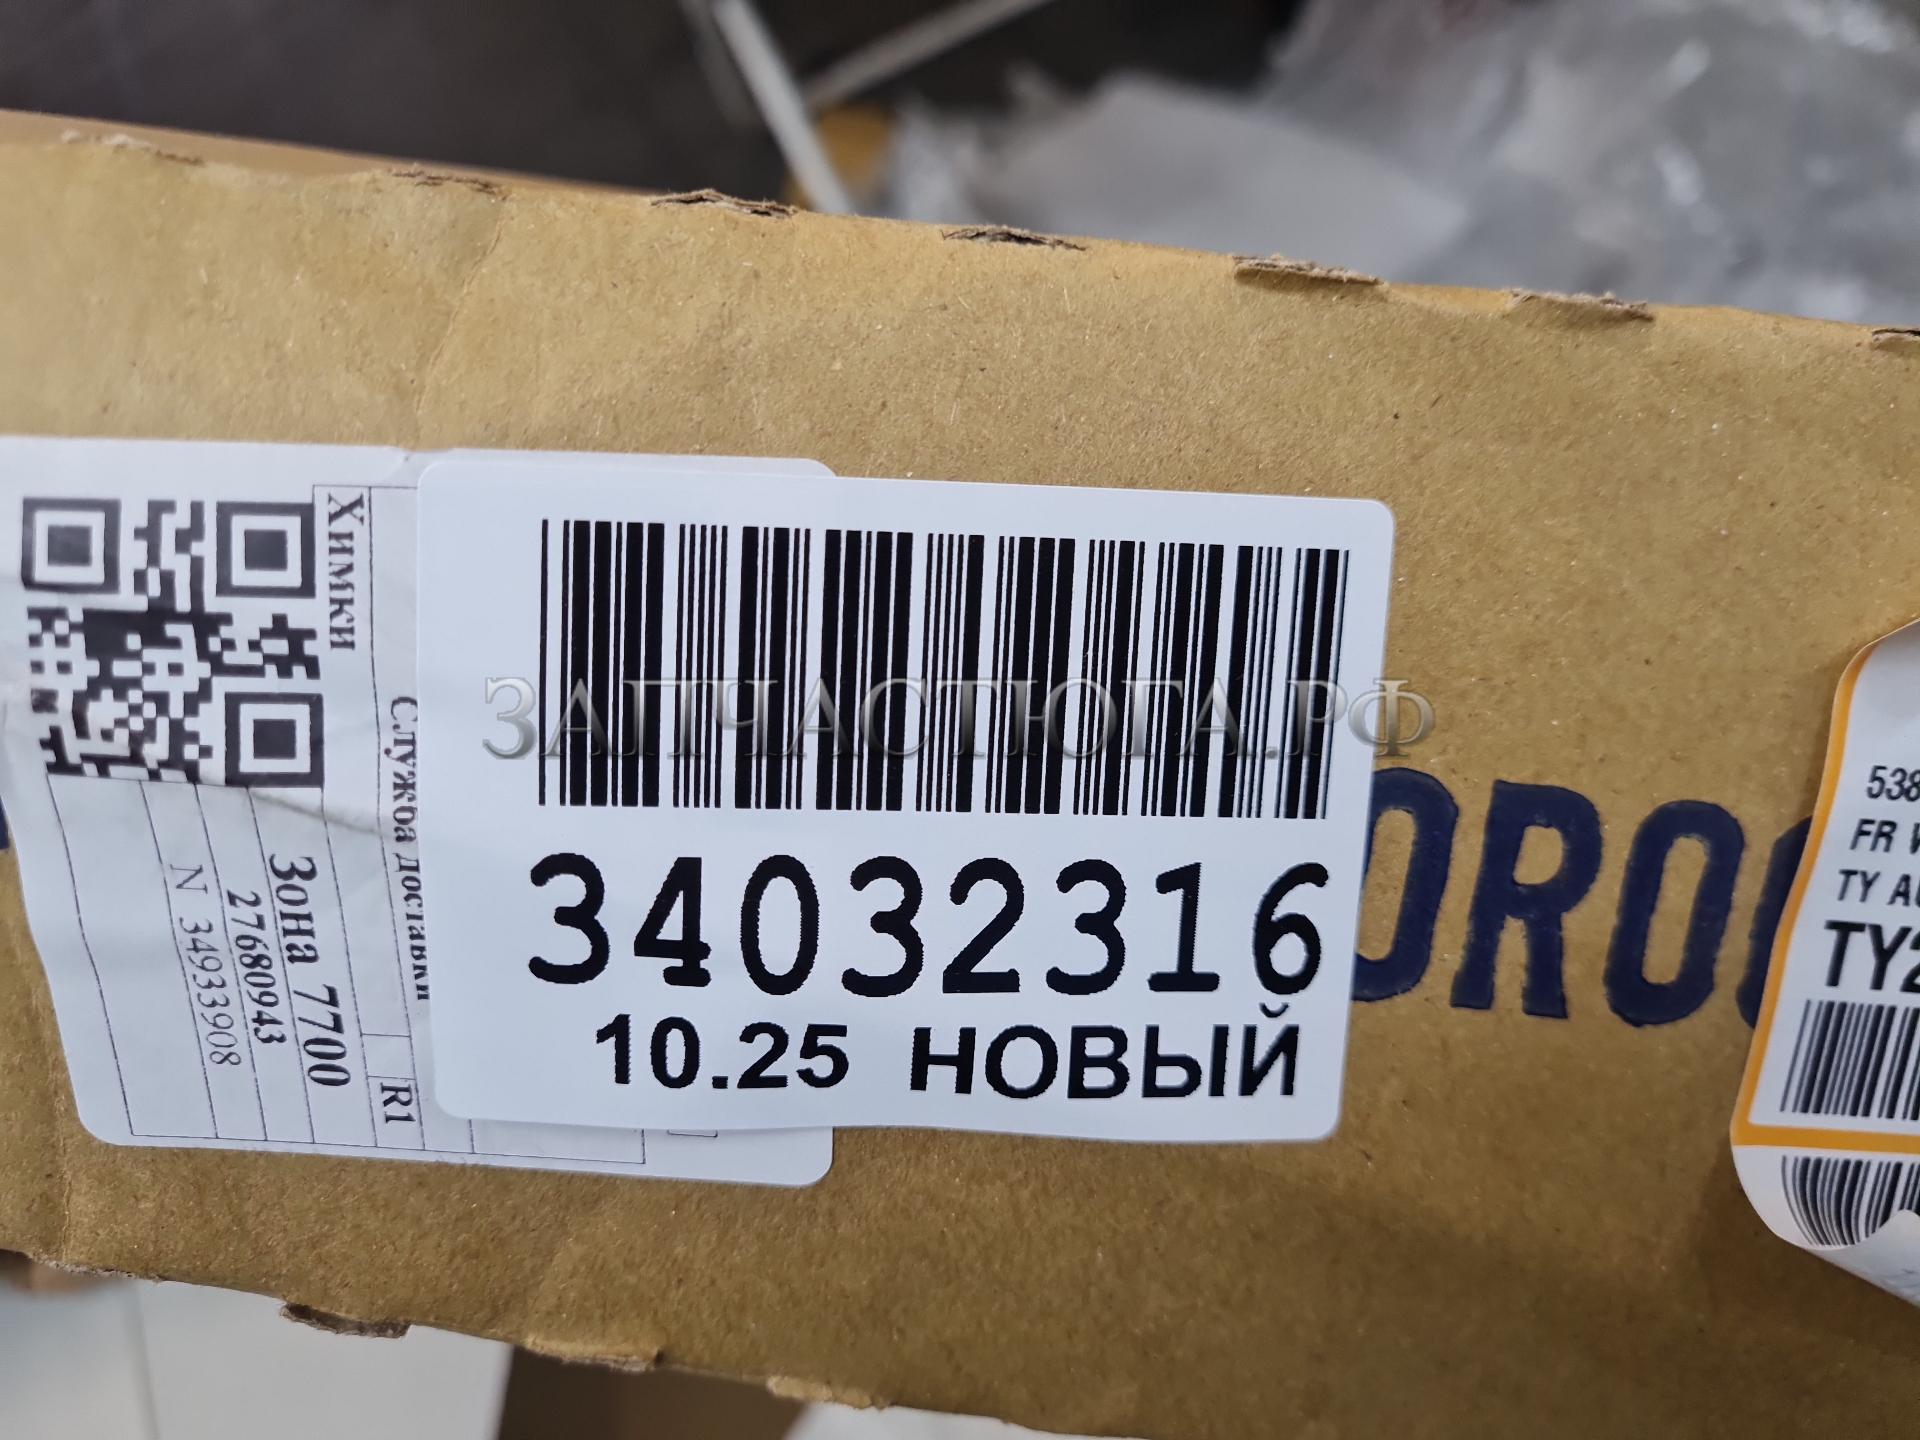 Химки
Служба доставки
R1
Зона 7700
27680943
N 34933908
ЗАПЧАСТЮГА.РФ
34032316
10.25 НОВЫЙ
OROC
538
FR
TY
TY2